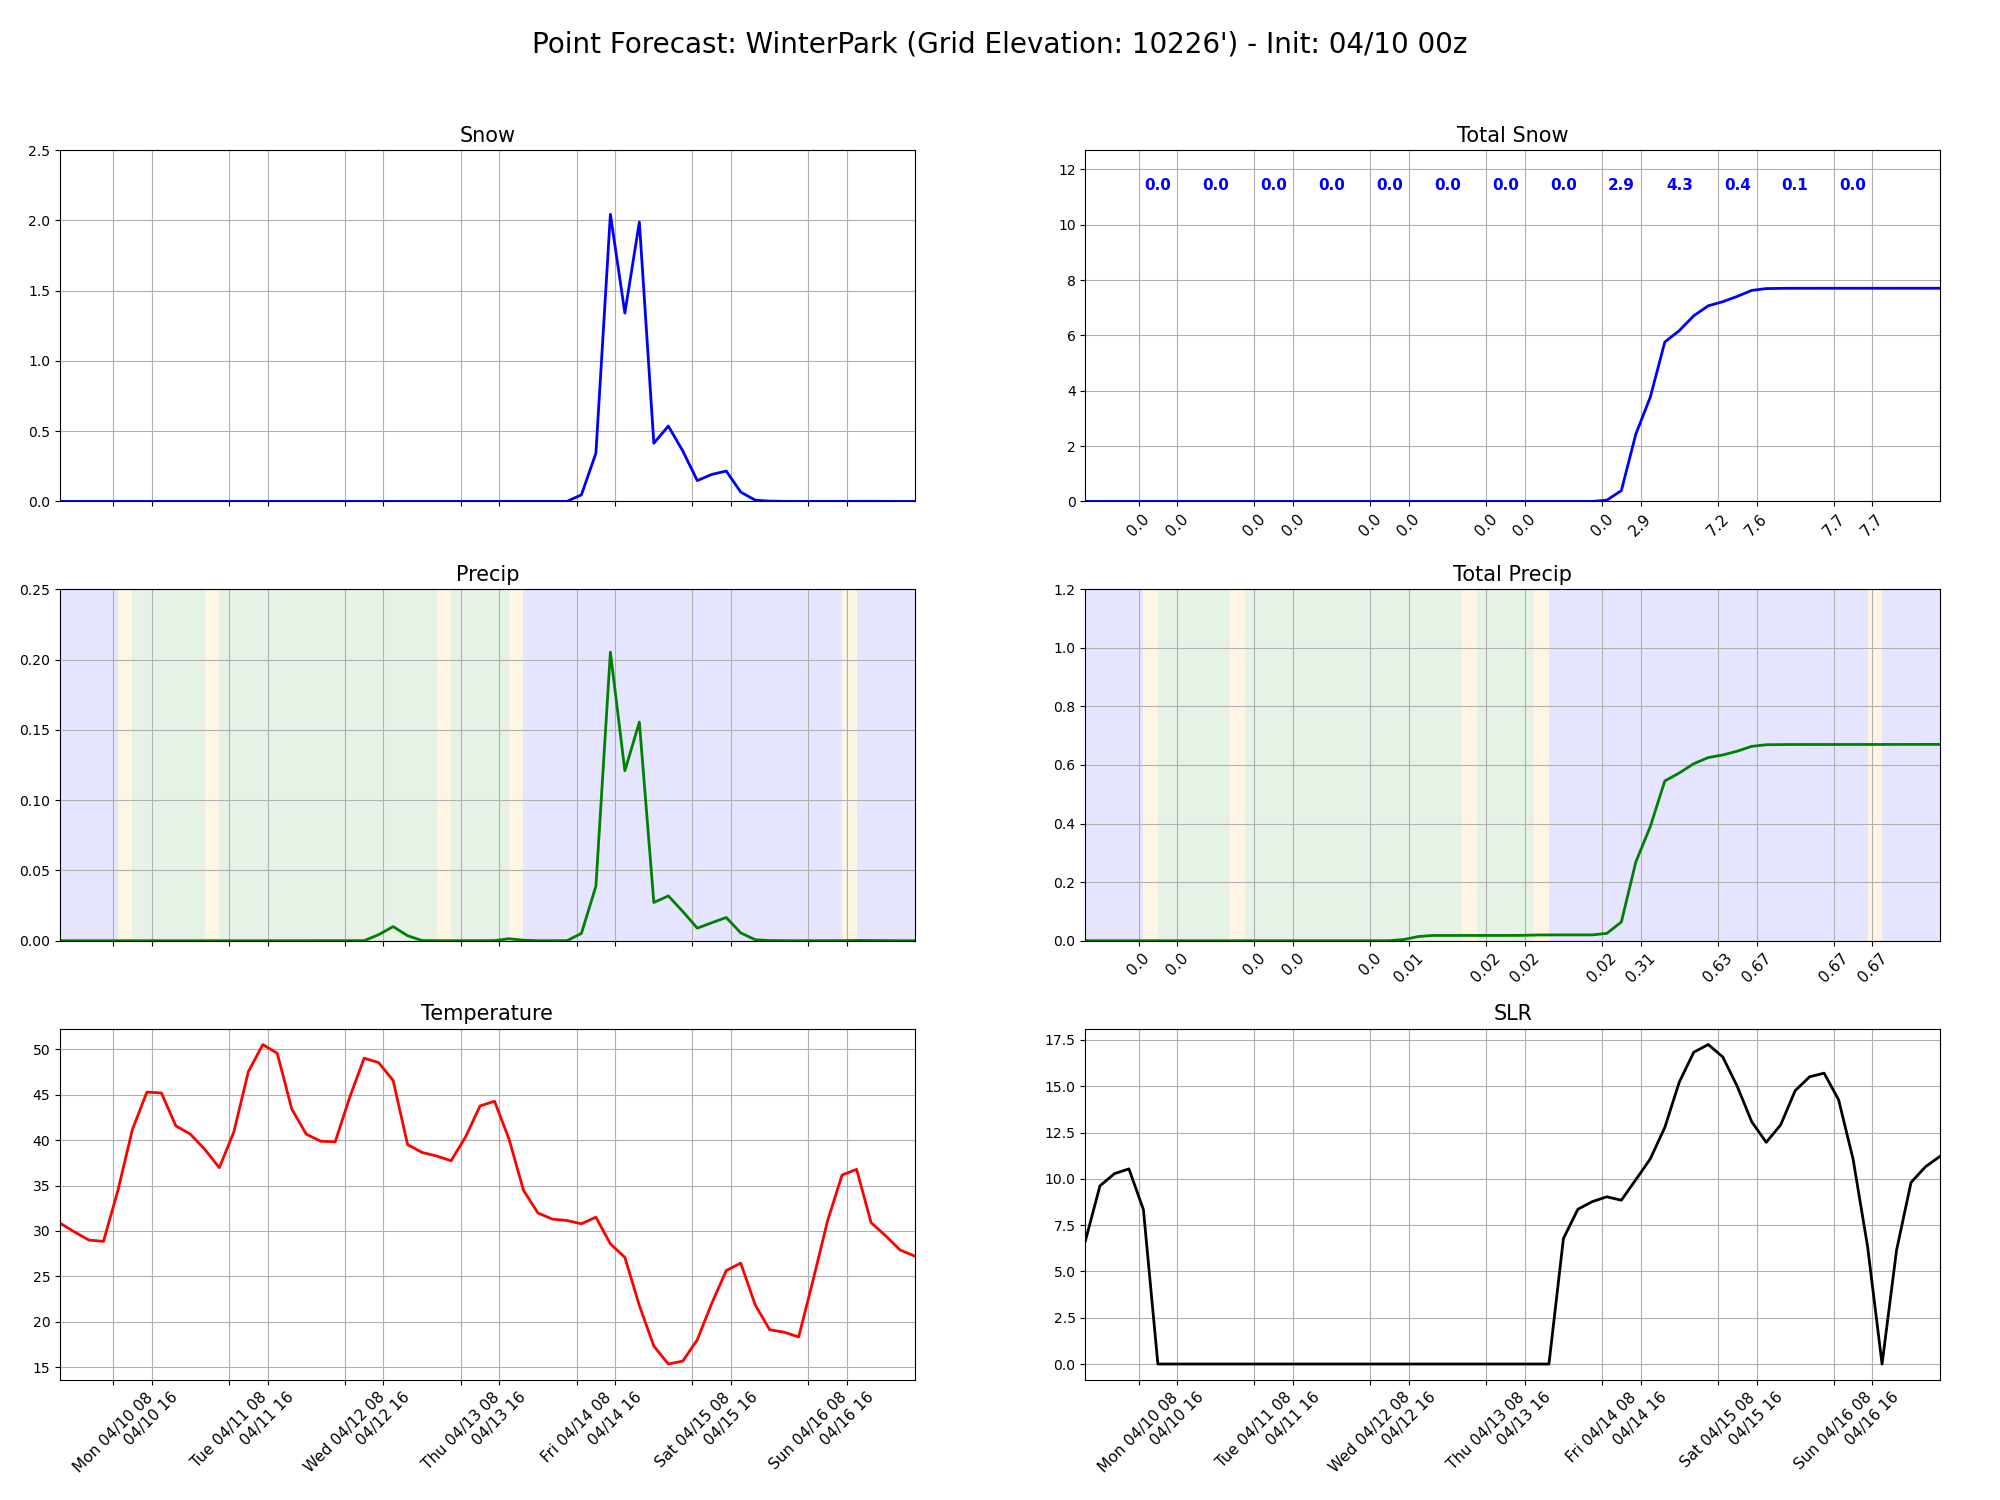 Point Forecast: WinterPark (Grid Elevation: 10226') - Init: 04/10 00z
Snow
2.5
2.0
1.5
1.0
0.5
0.0
Total Snow
12
10
8
6
4
2
0
0.0 0.0 0.0 0.0 0.0 0.0 0.0 0.0 2.9 4.3 0.4 0.1 0.0
0.0 0.0 0.0 0.0 0.0 0.0 0.0 0.0 0.0 2.9 7.2 7.6 7.7 7.7
Precip
0.25
0.20
0.15
0.10
0.05
0.00
Total Precip
1.2
1.0
0.8
0.6
0.4
0.2
0.0
0.0 0.0 0.0 0.0 0.0 0.01 0.02 0.02 0.02 0.31 0.63 0.67 0.67 0.67
Temperature
50
45
40
35
30
25
20
15
Mon 04/10 08
04/10 16
Tue 04/11 08
04/11 16
Wed 04/12 08
04/12 16
Thu 04/13 08
04/13 16
Fri 04/14 08
04/14 16
Sat 04/15 08
04/15 16
Sun 04/16 08
04/16 16
SLR
17.5
15.0
12.5
10.0
7.5
5.0
2.5
0.0
Mon 04/10 08
04/10 16
Tue 04/11 08
04/11 16
Wed 04/12 08
04/12 16
Thu 04/13 08
04/13 16
Fri 04/14 08
04/14 16
Sat 04/15 08
04/15 16
Sun 04/16 08
04/16 16